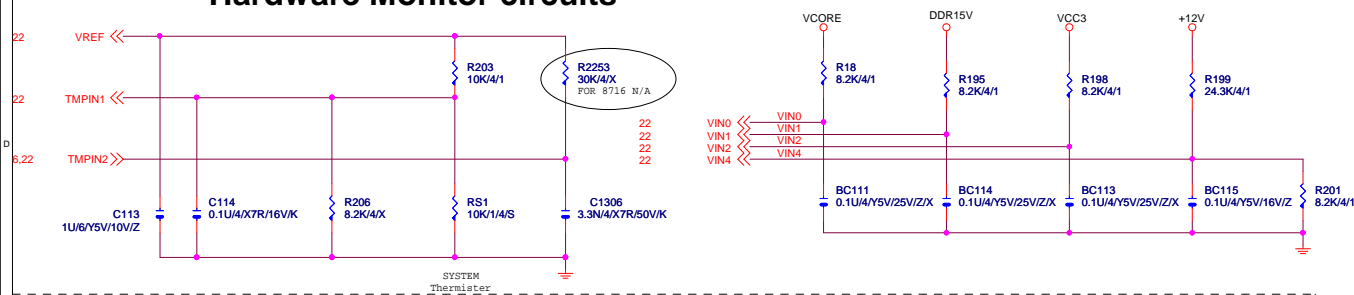 Hardware Monitor circuits
22
VREF
22
TMPIN1
6,22
TMPIN2
D
R203
10K/4/1
R2253
30K/4/X
FOR 8716 N/A
C113
1U/6/Y5V/10V/Z
C114
0.1U/4/X7R/16V/K
R206
8.2K/4/X
RS1
10K/1/4/S
C1306
3.3N/4/X7R/50V/K
SYSTEM
Thermister
VCORE
DDR15V
VCC3
+12V
R18
8.2K/4/1
R195
8.2K/4/1
R198
8.2K/4/1
R199
24.3K/4/1
22
VIN0
VIN0
22
VIN1
VIN1
22
VIN2
VIN2
22
VIN4
VIN4
BC111
0.1U/4/Y5V/25V/Z/X
BC114
0.1U/4/Y5V/25V/Z/X
BC113
0.1U/4/Y5V/25V/Z/X
BC115
0.1U/4/Y5V/16V/Z
R201
8.2K/4/1